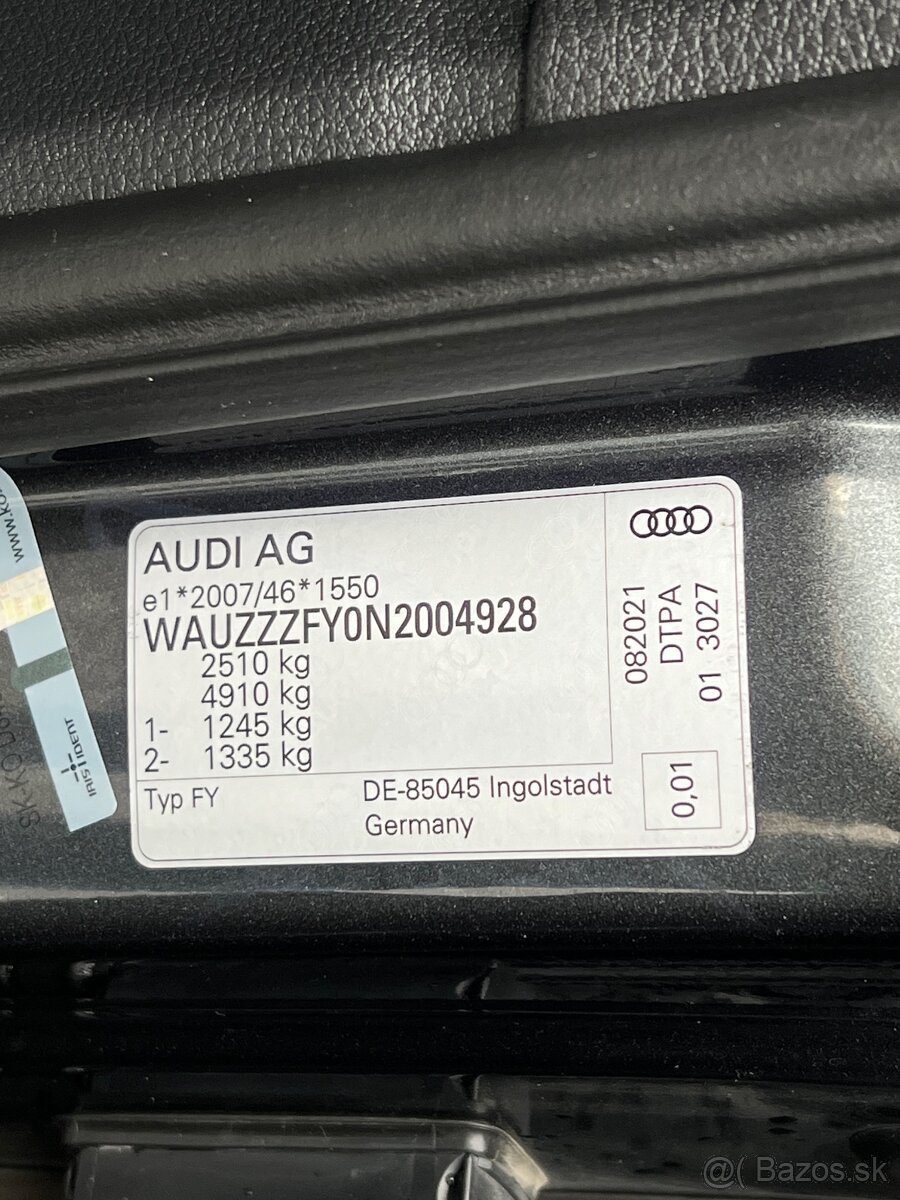 AUDI AG
e1*2007/46*1550
WAUZZZFY0N2004928
2510 kg
4910 kg
1- 1245 kg
2- 1335 kg
Typ FY
DE-85045 Ingolstadt
Germany
082021
DTPA
01 3027
0,01
IRIS IDENT
@( Bazos.sk